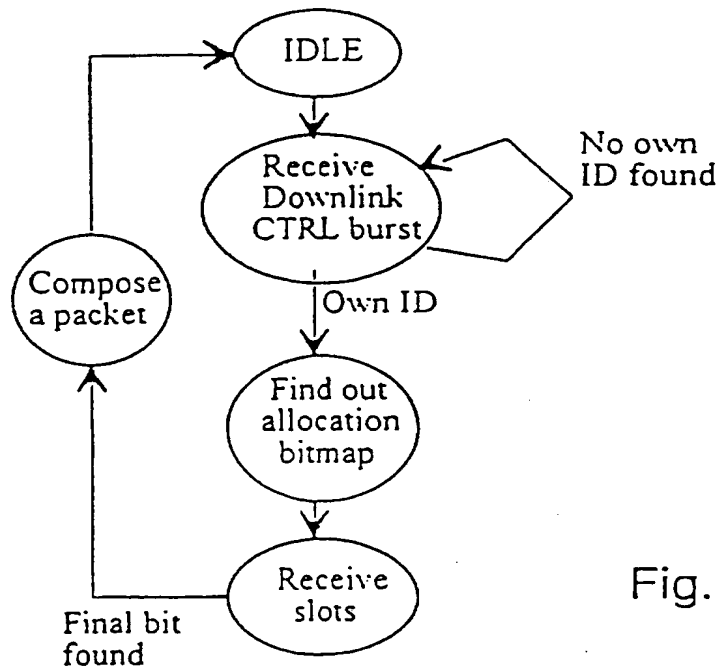 IDLE
Receive
Downlink
CTRL burst
No own
ID found
Own ID
Compose
a packet
Find out
allocation
bitmap
Receive
slots
Final bit
found
Fig.